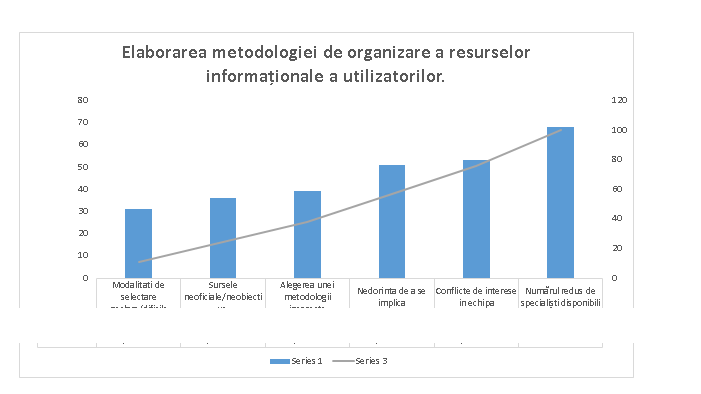 Elaborarea metodologiei de organizare a resurselor
informaționale a utilizatorilor.
80
70
60
50
40
30
20
10
0
120
100
80
60
40
20
0
Modalitati de
selectare
Sursele
neoficiale/neobiecti
Alegerea unei
metodologii
Nedorinta de a se
implica
Conflicte de interese
in echipa
Numărul redus de
specialiști disponibili
Series 1
Series 3